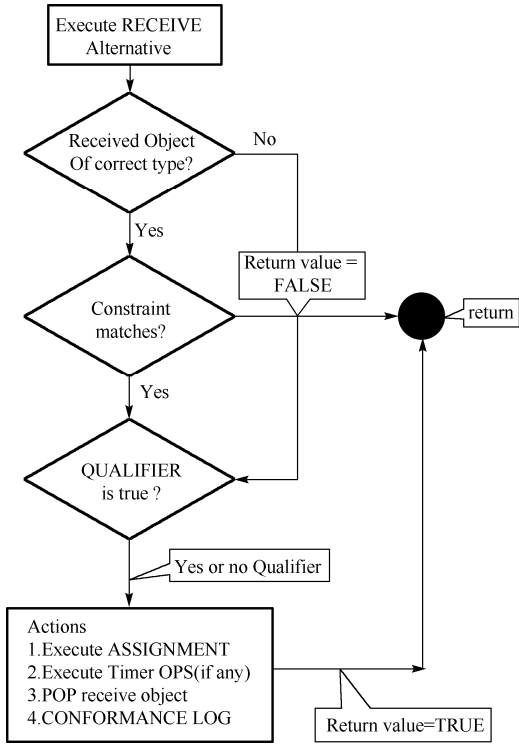 Execute RECEIVE
Alternative
Received Object
Of correct type?
No
Yes
Return value =
FALSE
Constraint
matches?
return
Yes
QUALIFIER
is true ?
Yes or no Qualifier
Actions
1.Execute ASSIGNMENT
2.Execute Timer OPS(if any)
3.POP receive object
4.CONFORMANCE LOG
Return value=TRUE